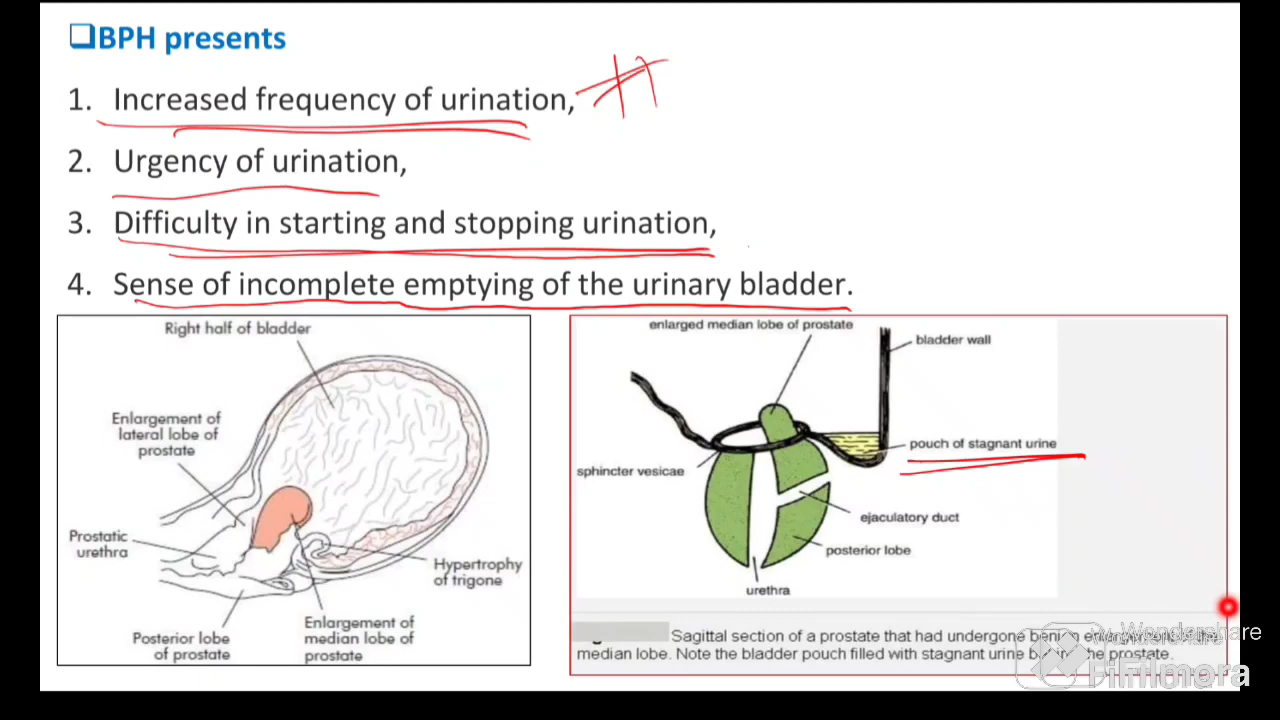 BPH presents
1. Increased frequency of urination,
2. Urgency of urination,
3. Difficulty in starting and stopping urination,
4. Sense of incomplete emptying of the urinary bladder.
Right half of bladder
Enlargement of
lateral lobe of
prostate
Prostatic
urethra
Posterior lobe
of prostate
Enlargement of
median lobe of
prostate
Hypertrophy
of trigone
enlarged median lobe of prostate
bladder wall
pouch of stagnant urine
sphincter vesicae
ejaculatory duct
posterior lobe
urethra
Sagittal section of a prostate that had undergone benign enlargement of the
median lobe. Note the bladder pouch filled with stagnant urine behind the prostate.
Wondershare
Filmora